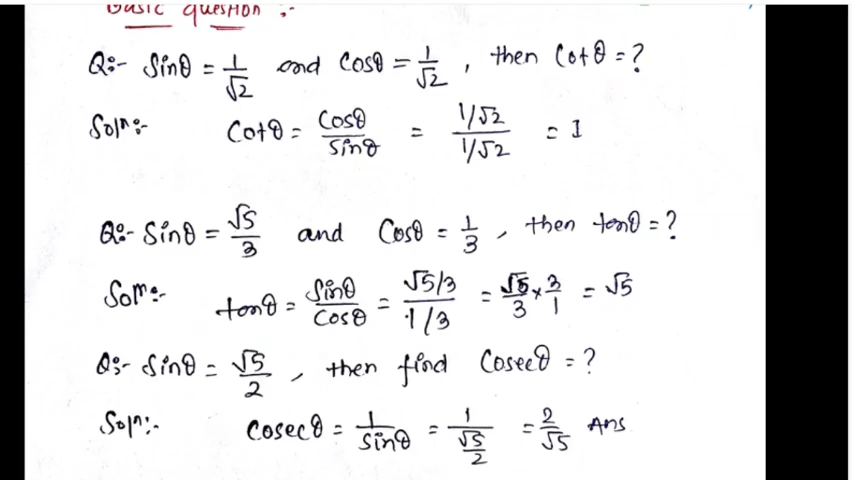 Basic question :-
Q:- Sinθ = 1/√2 and Cosθ = 1/√2, then Cotθ = ?
Solⁿ:- Cotθ = Cosθ/Sinθ = (1/√2)/(1/√2) = 1
Q:- Sinθ = √5/3 and Cosθ = 1/3, then tanθ = ?
Solⁿ:- tanθ = Sinθ/Cosθ = (√5/3)/(1/3) = √5/3 × 3/1 = √5
Q:- Sinθ = √5/2, then find Cosecθ = ?
Solⁿ:- Cosecθ = 1/Sinθ = 1/(√5/2) = 2/√5 Ans